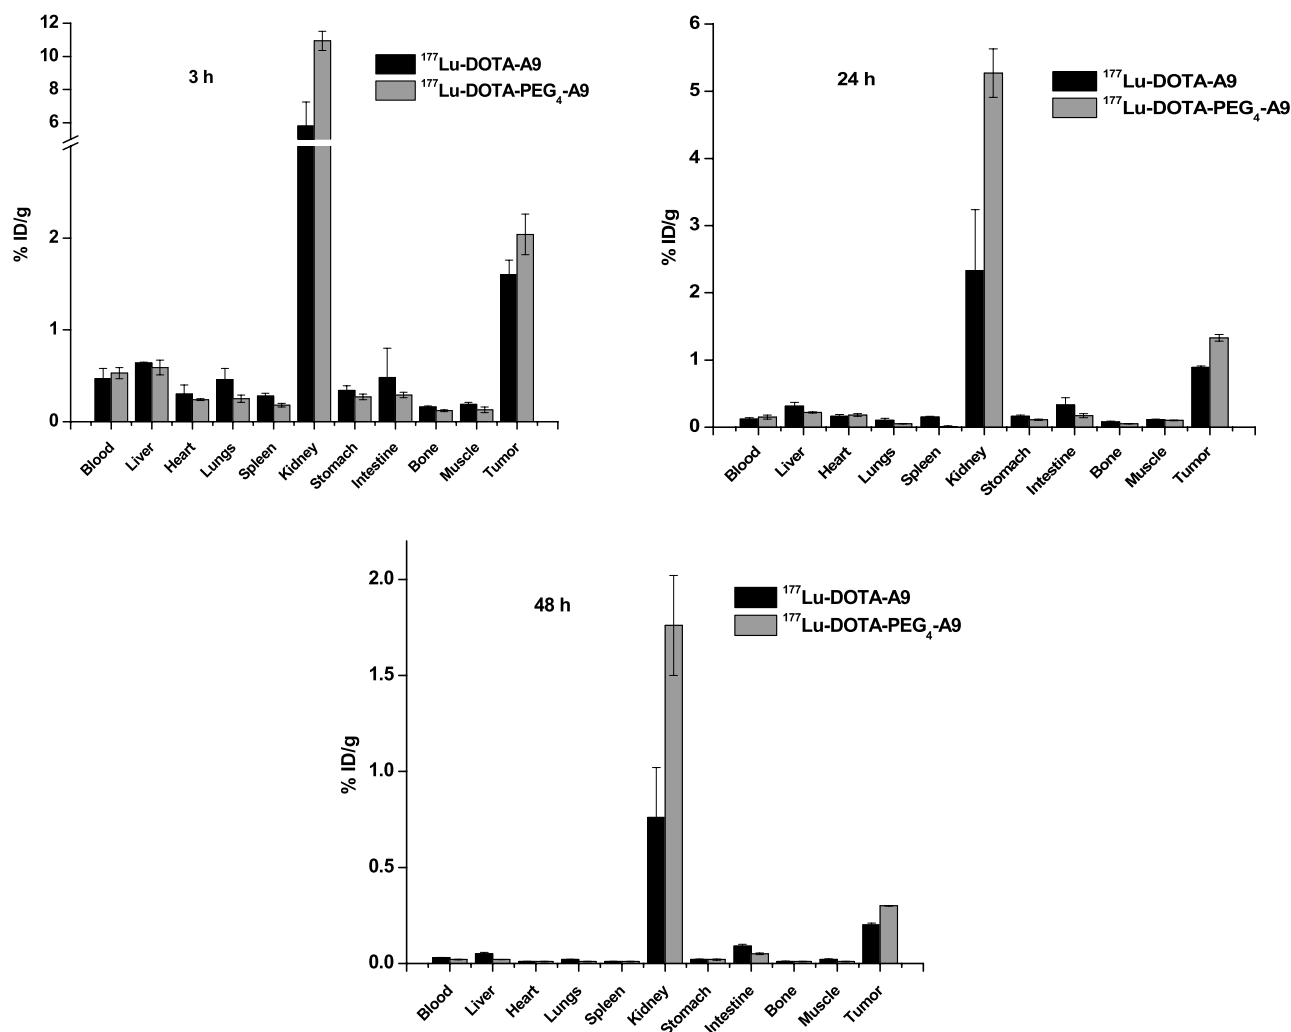 12
10
8
6
2
1
0
% ID/g
3 h
¹⁷⁷Lu-DOTA-A9
¹⁷⁷Lu-DOTA-PEG₄-A9
Blood
Liver
Heart
Lungs
Spleen
Kidney
Stomach
Intestine
Bone
Muscle
Tumor
6
5
4
3
2
1
0
% ID/g
24 h
¹⁷⁷Lu-DOTA-A9
¹⁷⁷Lu-DOTA-PEG₄-A9
Blood
Liver
Heart
Lungs
Spleen
Kidney
Stomach
Intestine
Bone
Muscle
Tumor
2.0
1.5
1.0
0.5
0.0
% ID/g
48 h
¹⁷⁷Lu-DOTA-A9
¹⁷⁷Lu-DOTA-PEG₄-A9
Blood
Liver
Heart
Lungs
Spleen
Kidney
Stomach
Intestine
Bone
Muscle
Tumor